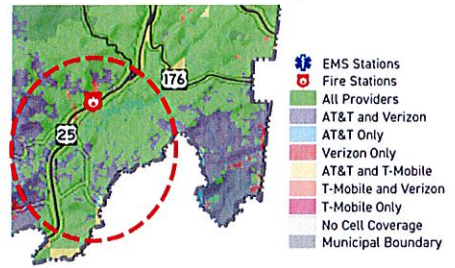 176
25
EMS Stations
Fire Stations
All Providers
AT&T and Verizon
AT&T Only
Verizon Only
AT&T and T-Mobile
T-Mobile and Verizon
T-Mobile Only
No Cell Coverage
Municipal Boundary